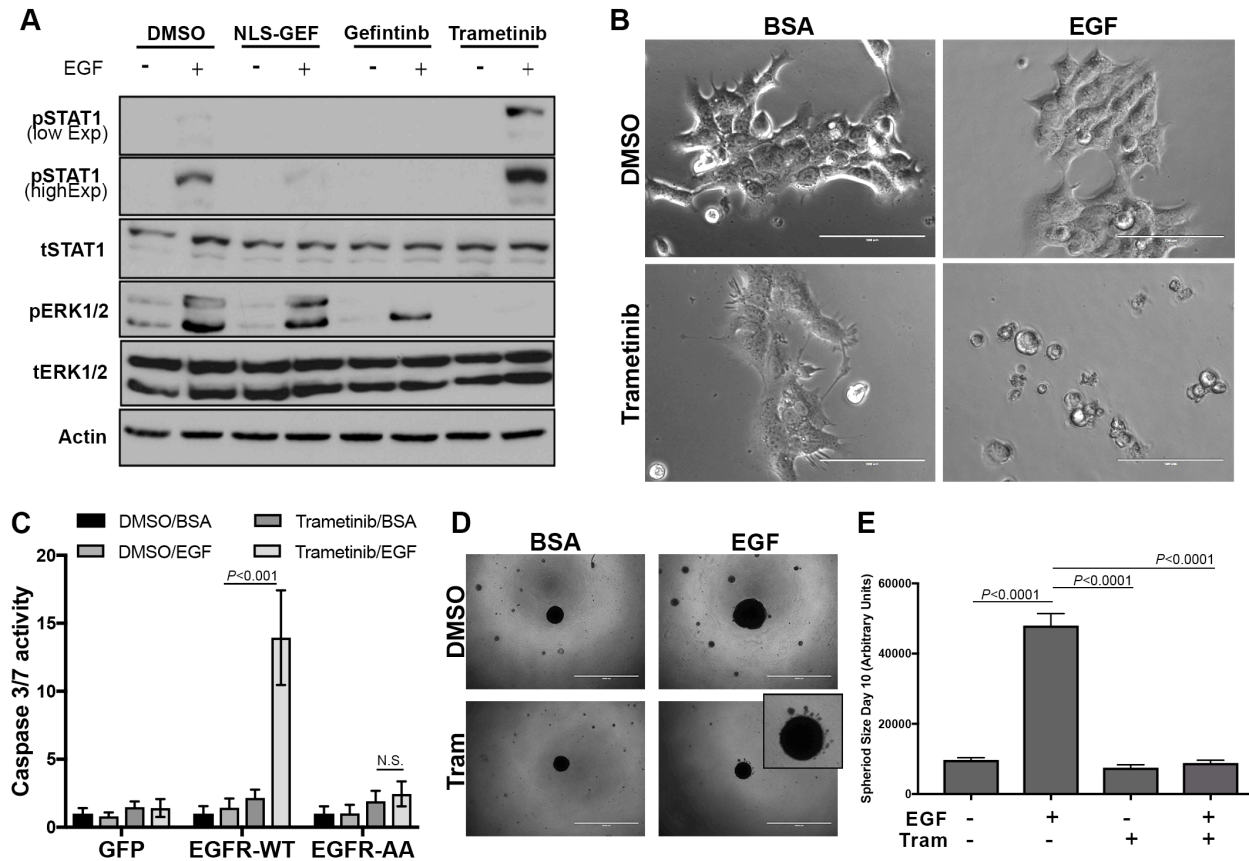 A
DMSO NLS-GEF Gefintinb Trametinib
EGF - + - + - + - +
pSTAT1
(low Exp)
pSTAT1
(highExp)
tSTAT1
pERK1/2
tERK1/2
Actin
B
BSA EGF
DMSO
Trametinib
C
DMSO/BSA Trametinib/BSA
DMSO/EGF Trametinib/EGF
Caspase 3/7 activity
20
15
10
5
0
P<0.001
N.S.
GFP EGFR-WT EGFR-AA
D
BSA EGF
DMSO
Tram
E
Spheriod Size Day 10 (Arbitrary Units)
60000
40000
20000
0
P<0.0001
P<0.0001
P<0.0001
EGF - + - +
Tram - - + +